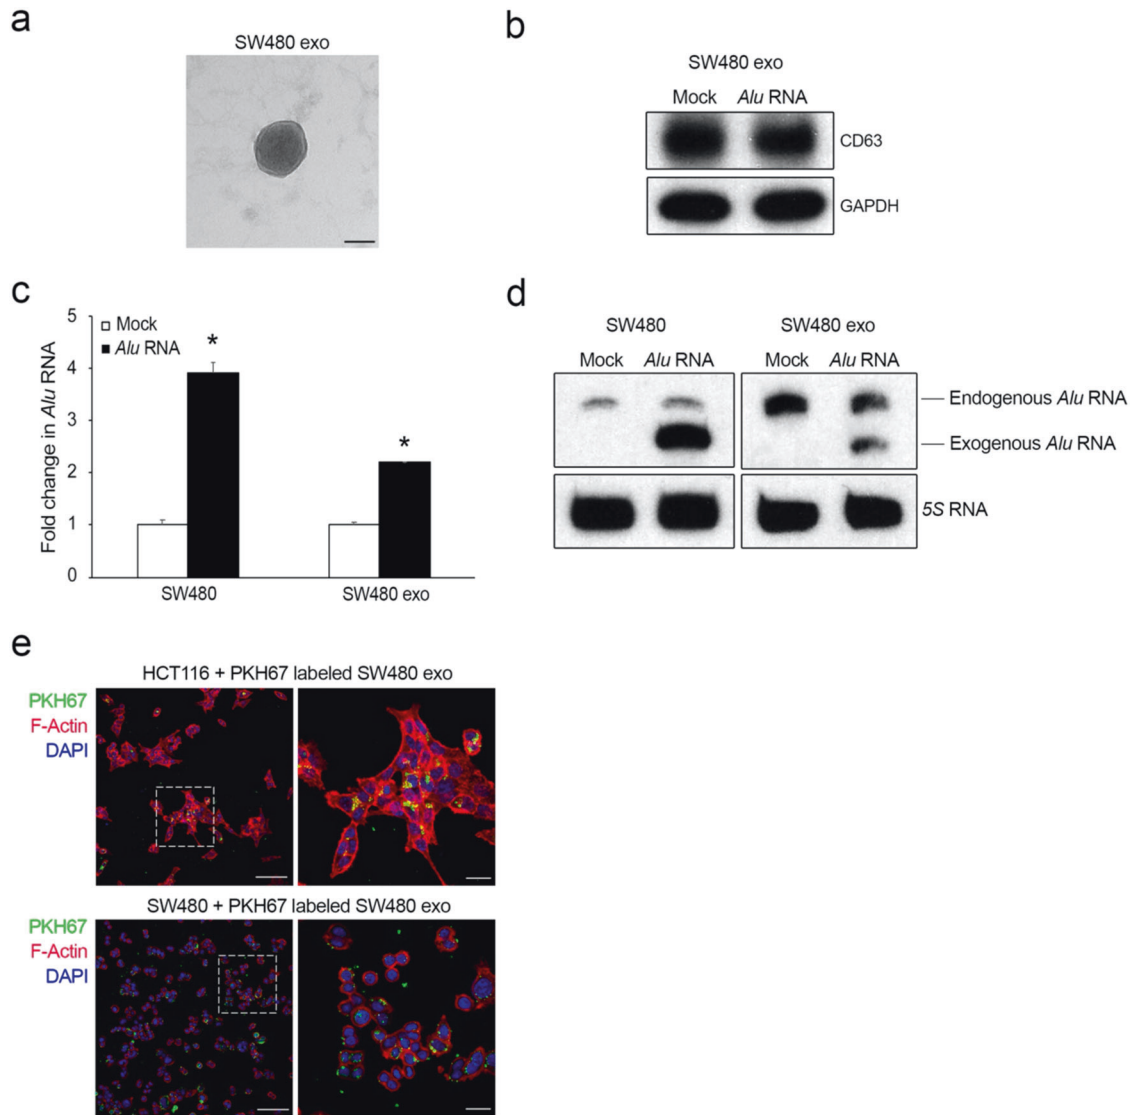 a
SW480 exo
b
SW480 exo
Mock Alu RNA
CD63
GAPDH
c
Fold change in Alu RNA
5
4
3
2
1
0
Mock
Alu RNA
*
*
SW480 SW480 exo
d
SW480 SW480 exo
Mock Alu RNA Mock Alu RNA
Endogenous Alu RNA
Exogenous Alu RNA
5S RNA
e
HCT116 + PKH67 labeled SW480 exo
PKH67
F-Actin
DAPI
SW480 + PKH67 labeled SW480 exo
PKH67
F-Actin
DAPI